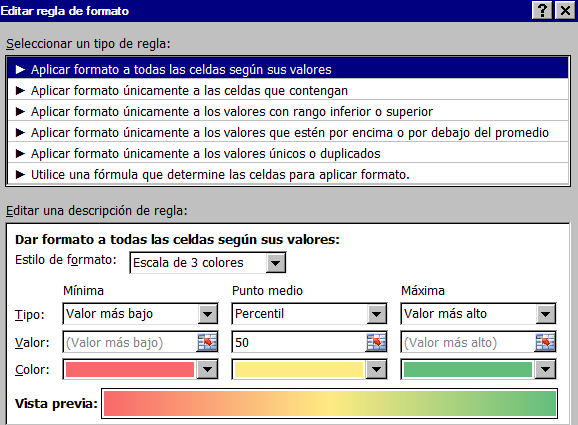 Editar regla de formato
Seleccionar un tipo de regla:
► Aplicar formato a todas las celdas según sus valores
► Aplicar formato únicamente a las celdas que contengan
► Aplicar formato únicamente a los valores con rango inferior o superior
► Aplicar formato únicamente a los valores que estén por encima o por debajo del promedio
► Aplicar formato únicamente a los valores únicos o duplicados
► Utilice una fórmula que determine las celdas para aplicar formato.
Editar una descripción de regla:
Dar formato a todas las celdas según sus valores:
Estilo de formato: Escala de 3 colores
Mínima Punto medio Máxima
Tipo: Valor más bajo Percentil Valor más alto
Valor: (Valor más bajo) 50 (Valor más alto)
Color:
Vista previa: